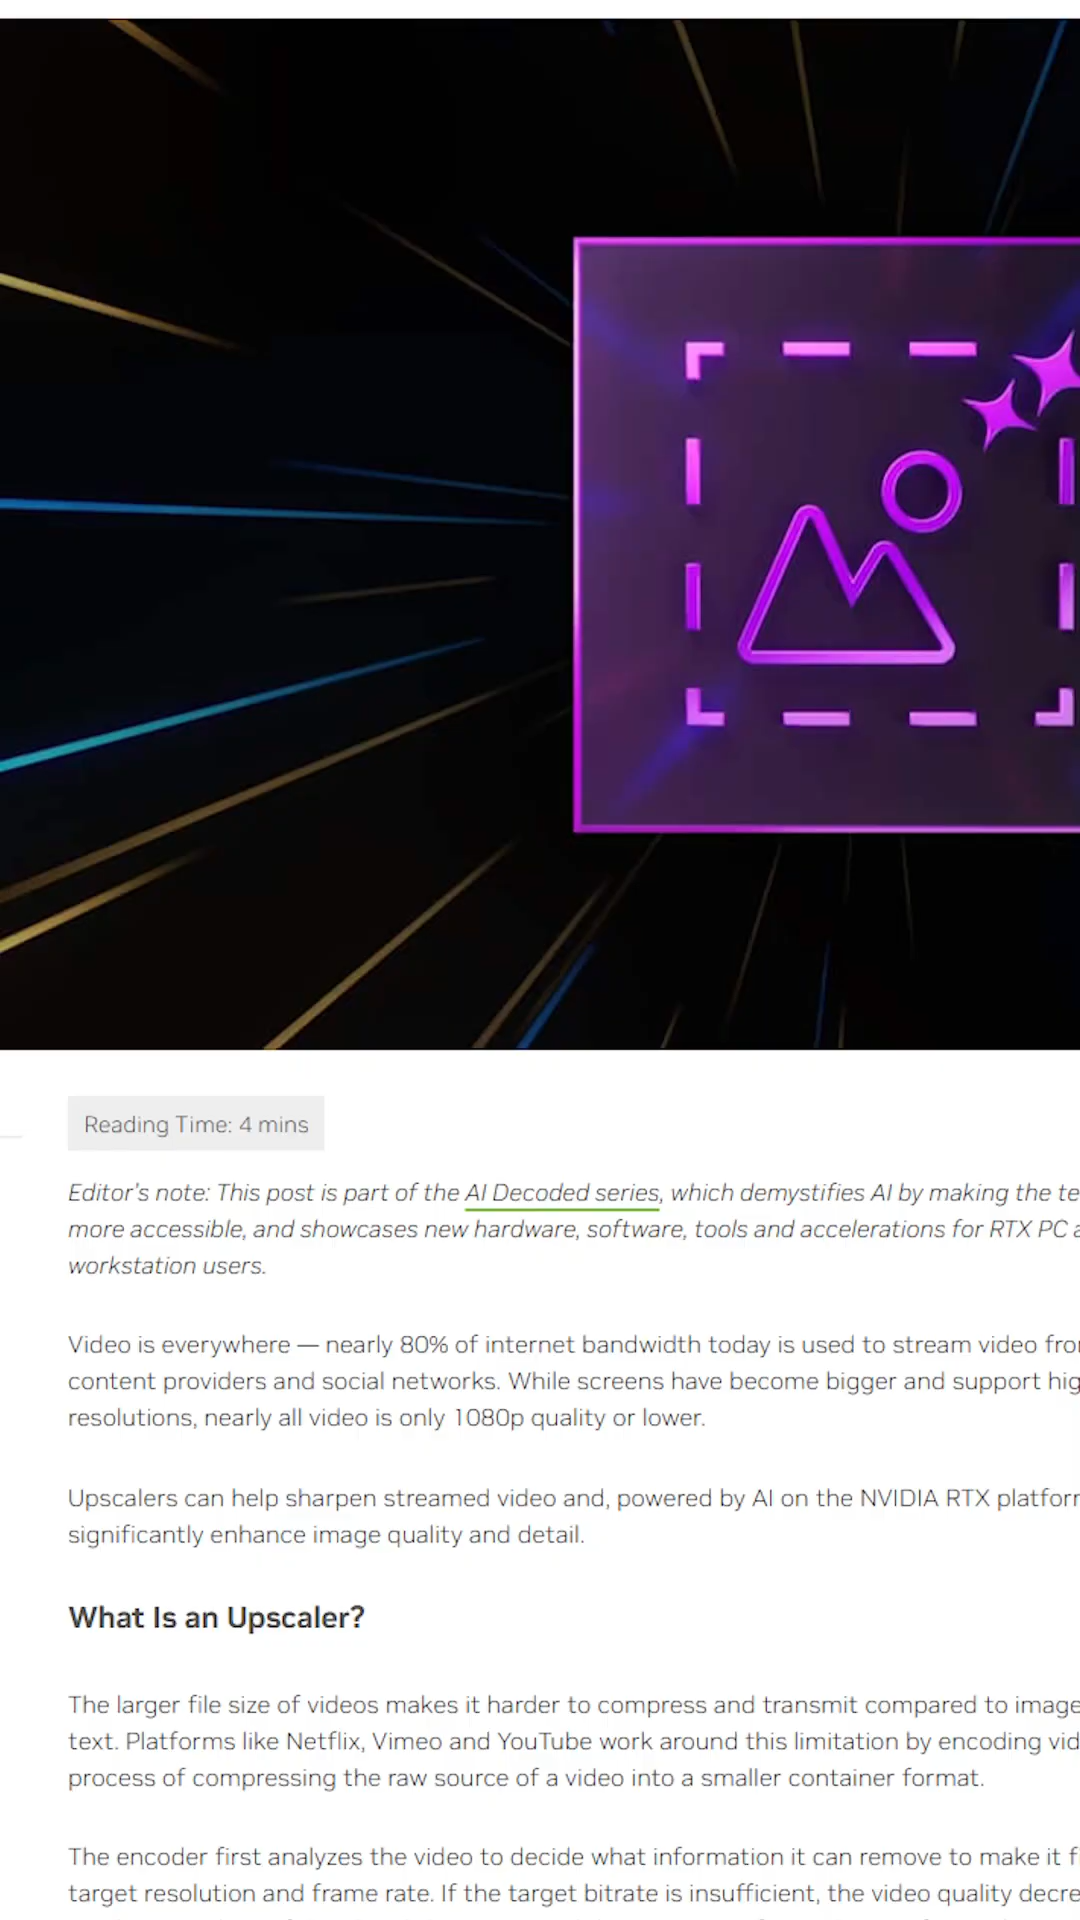 Reading Time: 4 mins
Editor's note: This post is part of the AI Decoded series, which demystifies AI by making the
more accessible, and showcases new hardware, software, tools and accelerations for RTX PC
workstation users.
Video is everywhere — nearly 80% of internet bandwidth today is used to stream video
content providers and social networks. While screens have become bigger and support
resolutions, nearly all video is only 1080p quality or lower.
Upscalers can help sharpen streamed video and, powered by AI on the NVIDIA RTX
significantly enhance image quality and detail.
What Is an Upscaler?
The larger file size of videos makes it harder to compress and transmit compared to
text. Platforms like Netflix, Vimeo and YouTube work around this limitation by encoding
process of compressing the raw source of a video into a smaller container format.
The encoder first analyzes the video to decide what information it can remove to make it
target resolution and frame rate. If the target bitrate is insufficient, the video quality